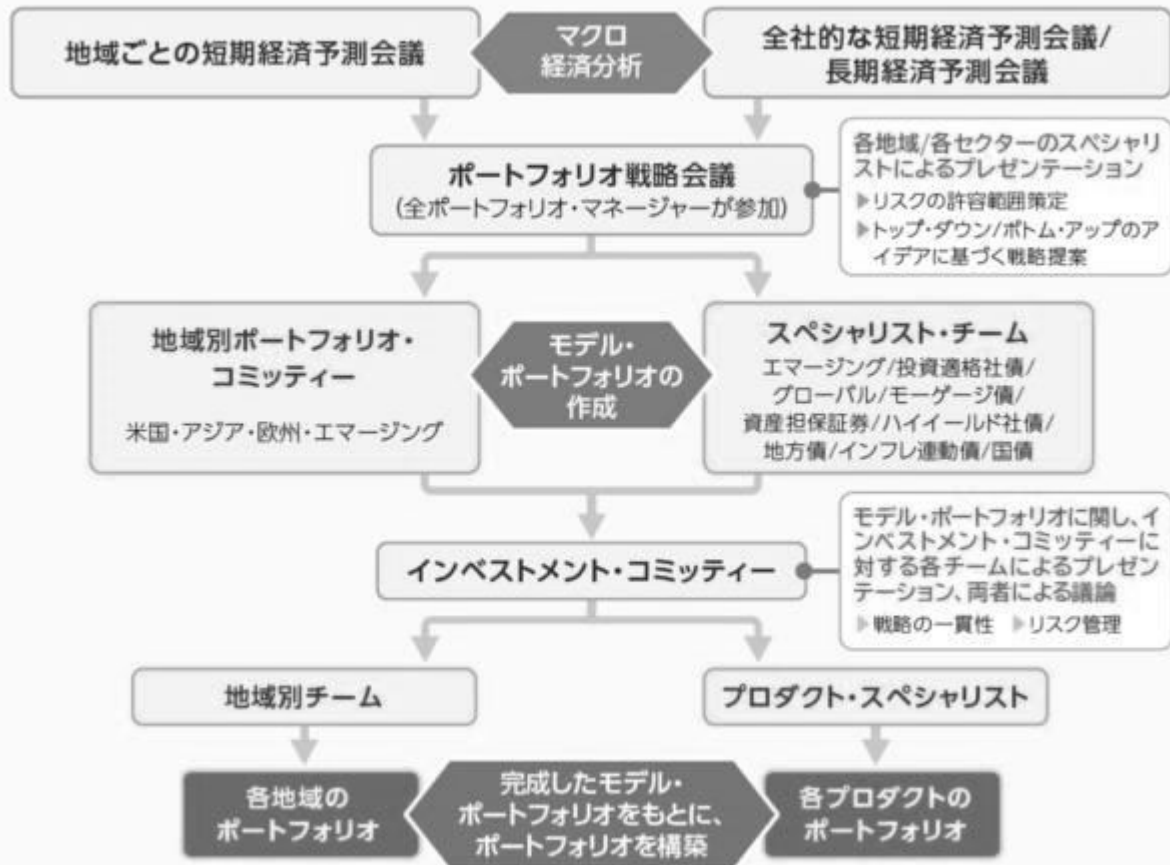 地域ごとの短期経済予測会議
マクロ
経済分析
全社的な短期経済予測会議/
長期経済予測会議
ポートフォリオ戦略会議
(全ポートフォリオ・マネージャーが参加)
各地域/各セクターのスペシャリ
ストによるプレゼンテーション
▶リスクの許容範囲策定
▶トップ・ダウン/ボトム・アップのア
イデアに基づく戦略提案
地域別ポートフォリオ・
コミッティー
米国・アジア・欧州・エマージング
モデル・
ポートフォリオの
作成
スペシャリスト・チーム
エマージング/投資適格社債/
グローバル/モーゲージ債/
資産担保証券/ハイイールド社債/
地方債/インフレ連動債/国債
インベストメント・コミッティー
モデル・ポートフォリオに関し、イ
ンベストメント・コミッティーに
対する各チームによるプレゼン
テーション、両者による議論
▶戦略の一貫性 ▶リスク管理
地域別チーム
プロダクト・スペシャリスト
各地域の
ポートフォリオ
完成したモデル・
ポートフォリオをもとに、
ポートフォリオを構築
各プロダクトの
ポートフォリオ